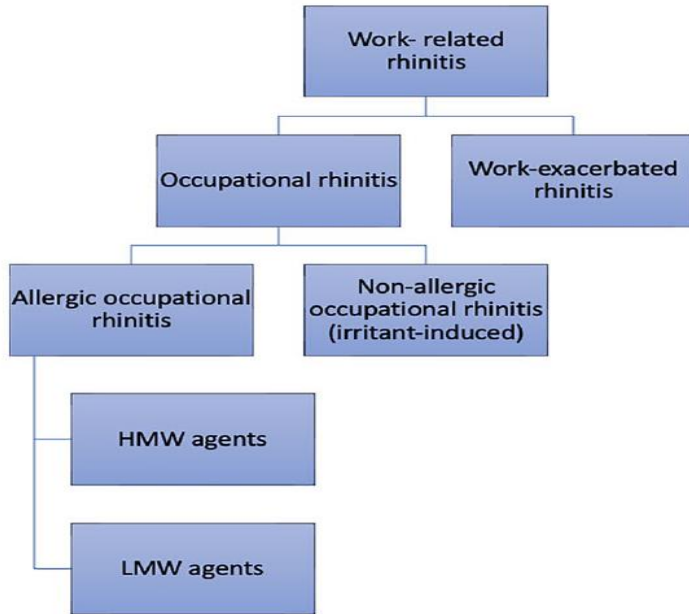 Work- related
rhinitis
Occupational rhinitis
Work-exacerbated
rhinitis
Allergic occupational
rhinitis
Non-allergic
occupational rhinitis
(irritant-induced)
HMW agents
LMW agents